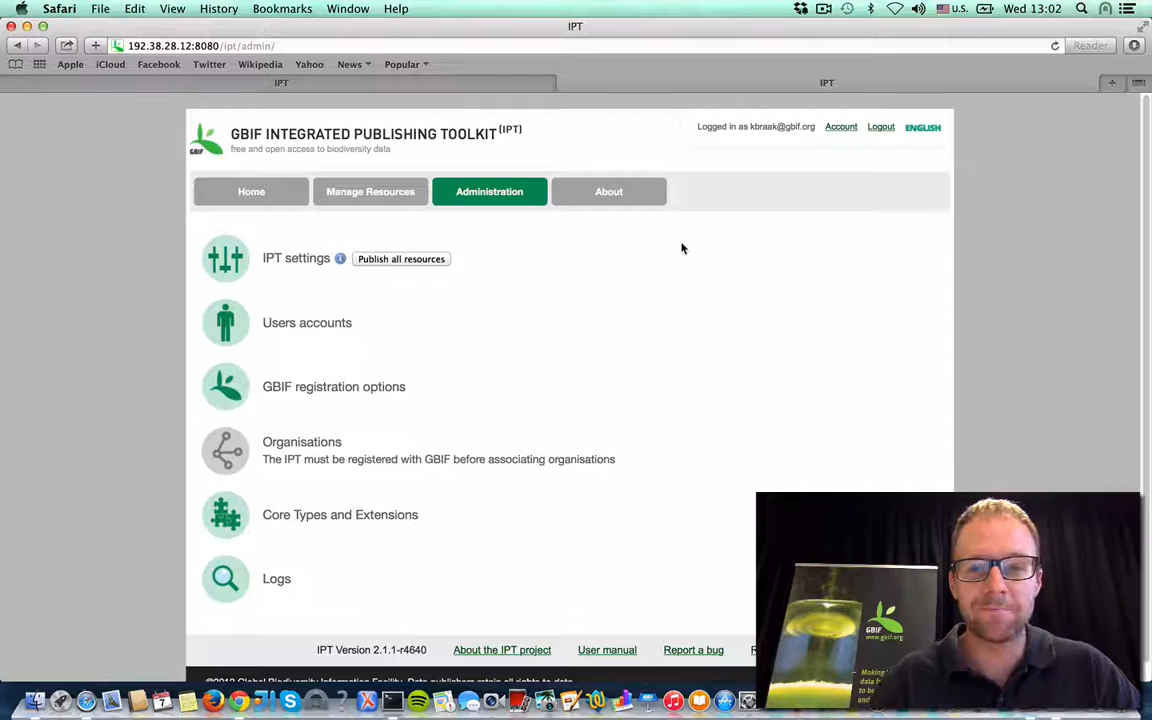 Safari File Edit View History Bookmarks Window Help U.S. Wed 13:02
IPT
192.38.28.12:8080/ipt/admin/ Reader
Apple iCloud Facebook Twitter Wikipedia Yahoo News Popular
IPT IPT
GBIF INTEGRATED PUBLISHING TOOLKIT (IPT)
free and open access to biodiversity data
GBIF
Logged in as kbraak@gbif.org Account Logout ENGLISH
Home Manage Resources Administration About
IPT settings Publish all resources
Users accounts
GBIF registration options
Organisations
The IPT must be registered with GBIF before associating organisations
Core Types and Extensions
Logs
IPT Version 2.1.1-r4640 About the IPT project User manual Report a bug
GBIF
www.gbif.org